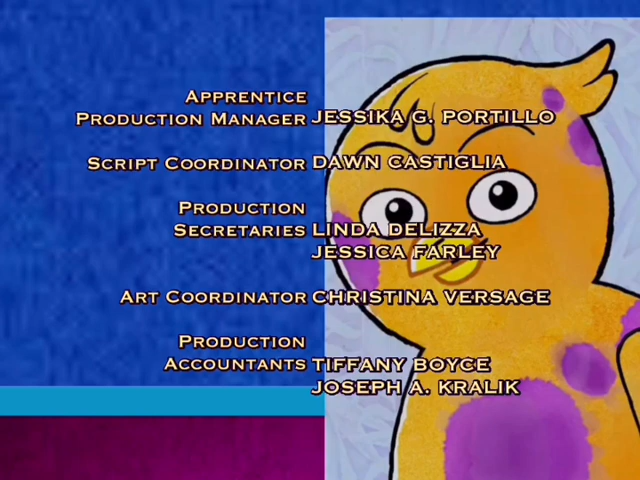 APPRENTICE
PRODUCTION MANAGER JESSIKA G. PORTILLO
SCRIPT COORDINATOR DAWN CASTIGLIA
PRODUCTION
SECRETARIES LINDA DELIZZA
JESSICA FARLEY
ART COORDINATOR CHRISTINA VERSAGE
PRODUCTION
ACCOUNTANTS TIFFANY BOYCE
JOSEPH A. KRALIK